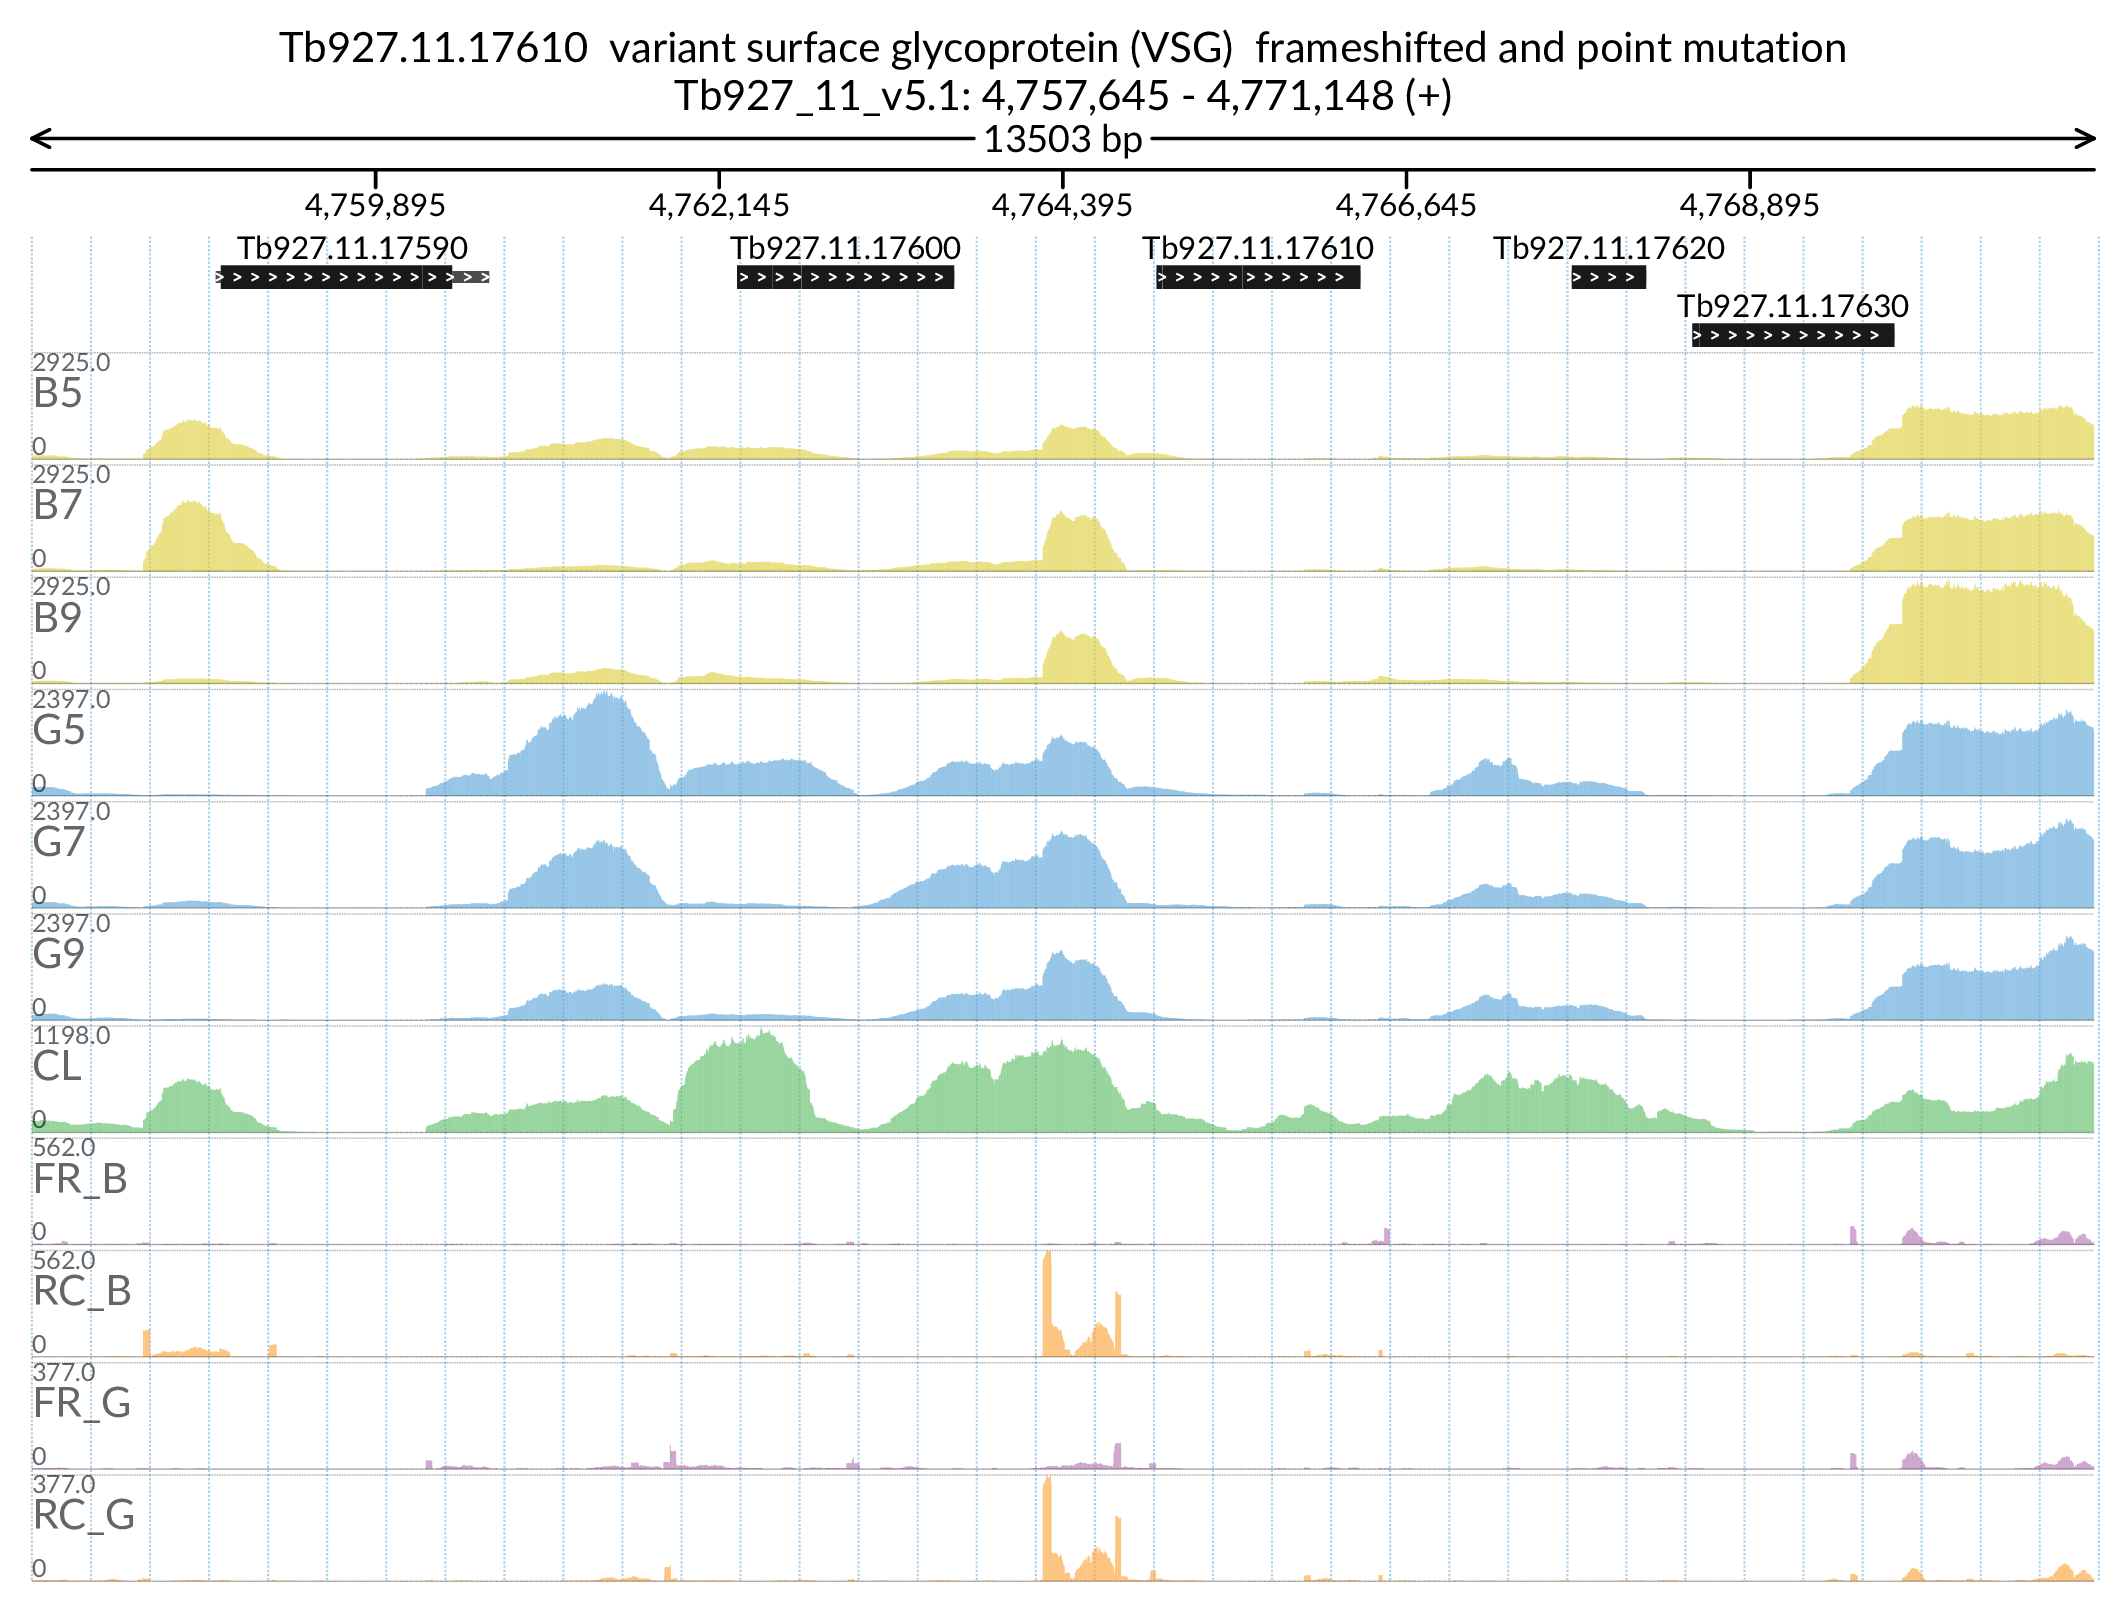 Tb927.11.17610 variant surface glycoprotein (VSG) frameshifted and point mutation
Tb927_11_v5.1: 4,757,645 - 4,771,148 (+)
13503 bp
4,759,895 4,762,145 4,764,395 4,766,645 4,768,895
Tb927.11.17590 Tb927.11.17600 Tb927.11.17610 Tb927.11.17620
Tb927.11.17630
2925.0
B5
0
2925.0
B7
0
2925.0
B9
0
2397.0
G5
0
2397.0
G7
0
2397.0
G9
0
1198.0
CL
0
562.0
FR_B
0
562.0
RC_B
0
377.0
FR_G
0
377.0
RC_G
0